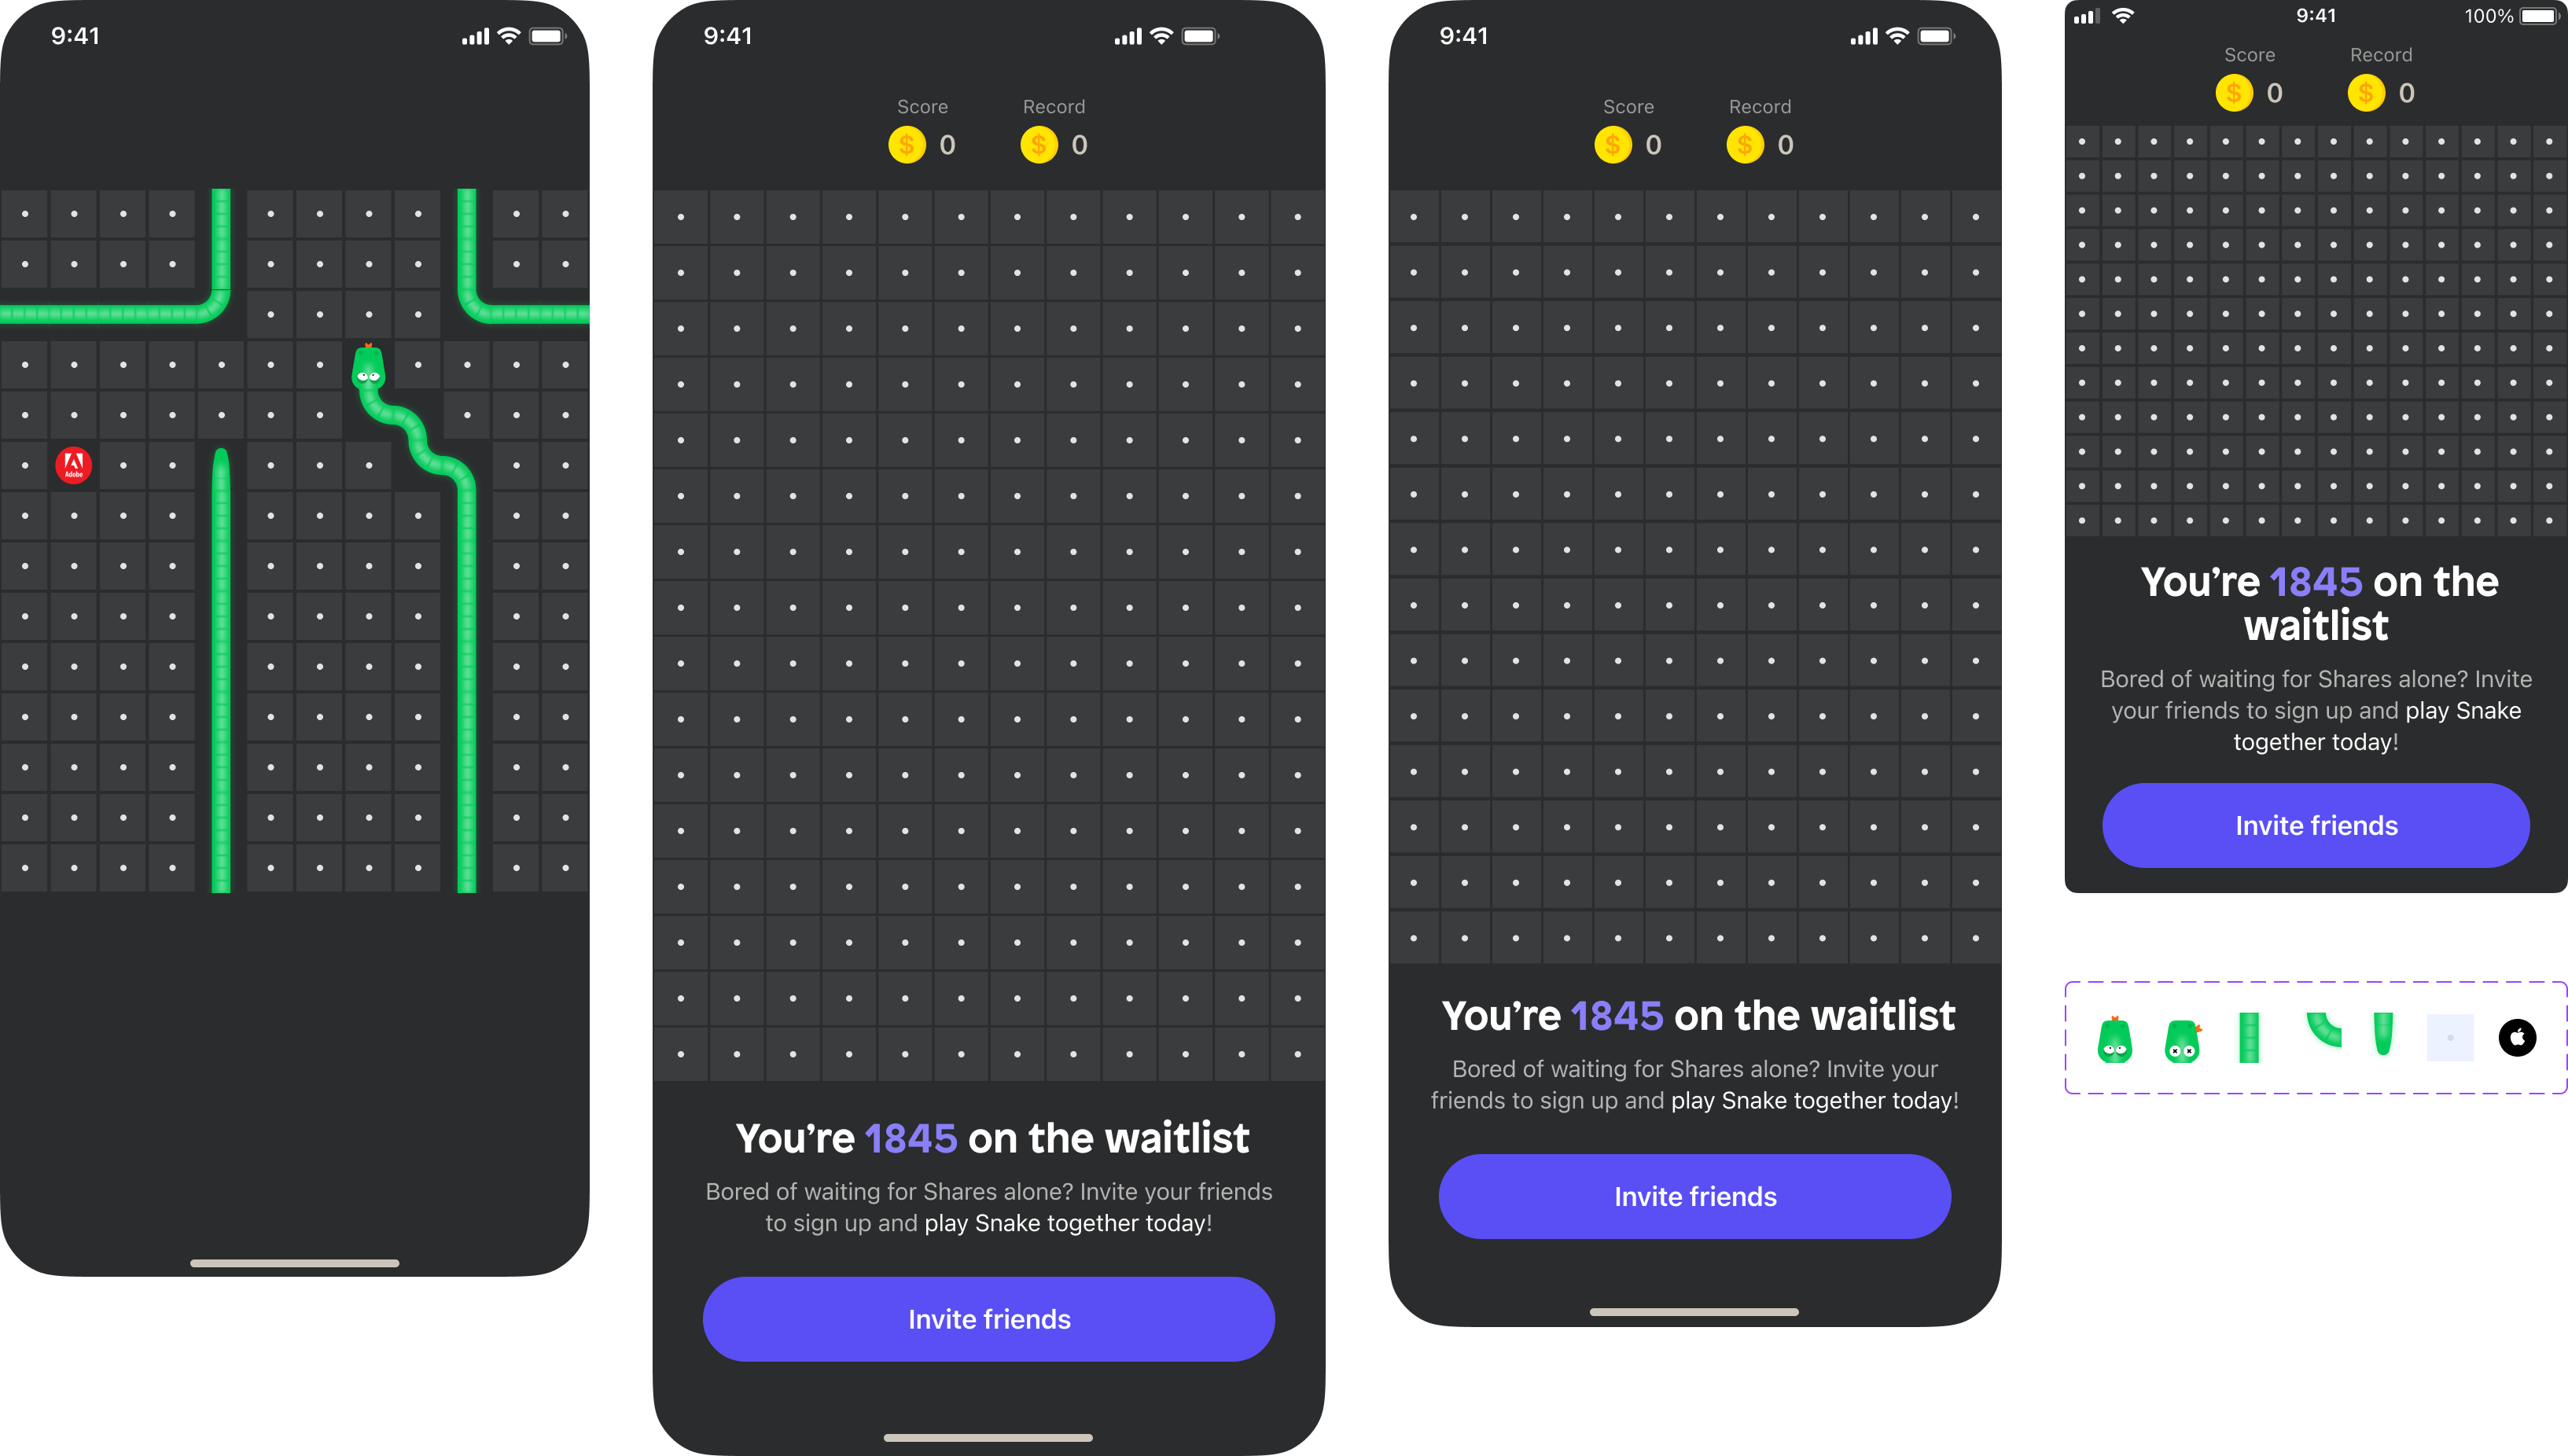 9:41
Adobe
9:41
Score
Record
$ 0
$ 0
You’re 1845 on the waitlist
Bored of waiting for Shares alone? Invite your friends
to sign up and play Snake together today!
Invite friends
9:41
Score
Record
$ 0
$ 0
You’re 1845 on the waitlist
Bored of waiting for Shares alone? Invite your
friends to sign up and play Snake together today!
Invite friends
9:41
100%
Score
Record
$ 0
$ 0
You’re 1845 on the
waitlist
Bored of waiting for Shares alone? Invite
your friends to sign up and play Snake
together today!
Invite friends